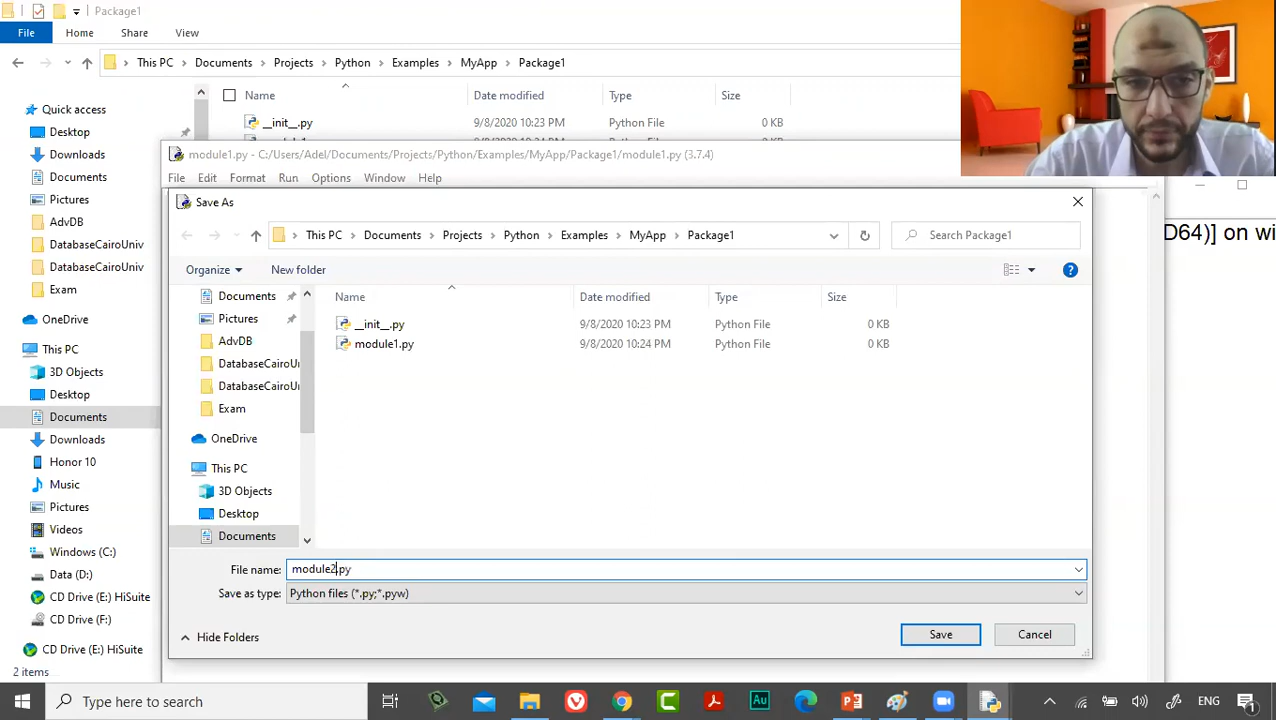 Package1
File
Home
Share
View
This PC
Documents
Projects
Python
Examples
MyApp
Package1
Name
Date modified
Type
Size
Quick access
Desktop
Downloads
Documents
Pictures
AdvDB
DatabaseCairoUniv
DatabaseCairoUniv
Exam
OneDrive
This PC
3D Objects
Desktop
Documents
Downloads
Honor 10
Music
Pictures
Videos
Windows (C:)
Data (D:)
CD Drive (E:) HiSuite
CD Drive (F:)
CD Drive (E:) HiSuite
2 items
__init__.py 9/8/2020 10:23 PM Python File 0 KB
module1.py - C:/Users/Adel/Documents/Projects/Python/Examples/MyApp/Package1/module1.py (3.7.4)
File Edit Format Run Options Window Help
D64)] on wi
Save As
This PC
Documents
Projects
Python
Examples
MyApp
Package1
Search Package1
Organize
New folder
Documents
Pictures
AdvDB
DatabaseCairoUni
DatabaseCairoUni
Exam
OneDrive
This PC
3D Objects
Desktop
Documents
Name Date modified Type Size
__init__.py 9/8/2020 10:23 PM Python File 0 KB
module1.py 9/8/2020 10:24 PM Python File 0 KB
File name: module2.py
Save as type: Python files (*.py;*.pyw)
Hide Folders
Save
Cancel
Type here to search
ENG
1